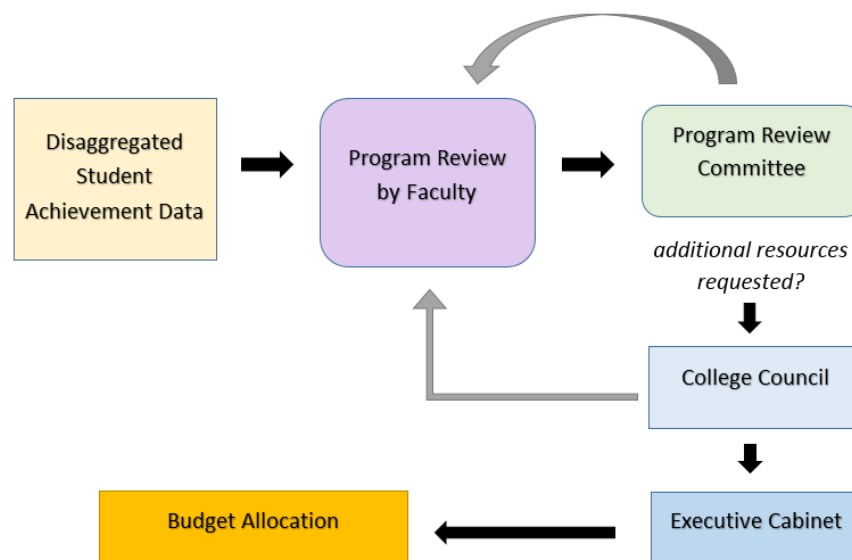 Disaggregated
Student
Achievement Data
Program Review
by Faculty
Program Review
Committee
additional resources
requested?
College Council
Budget Allocation
Executive Cabinet